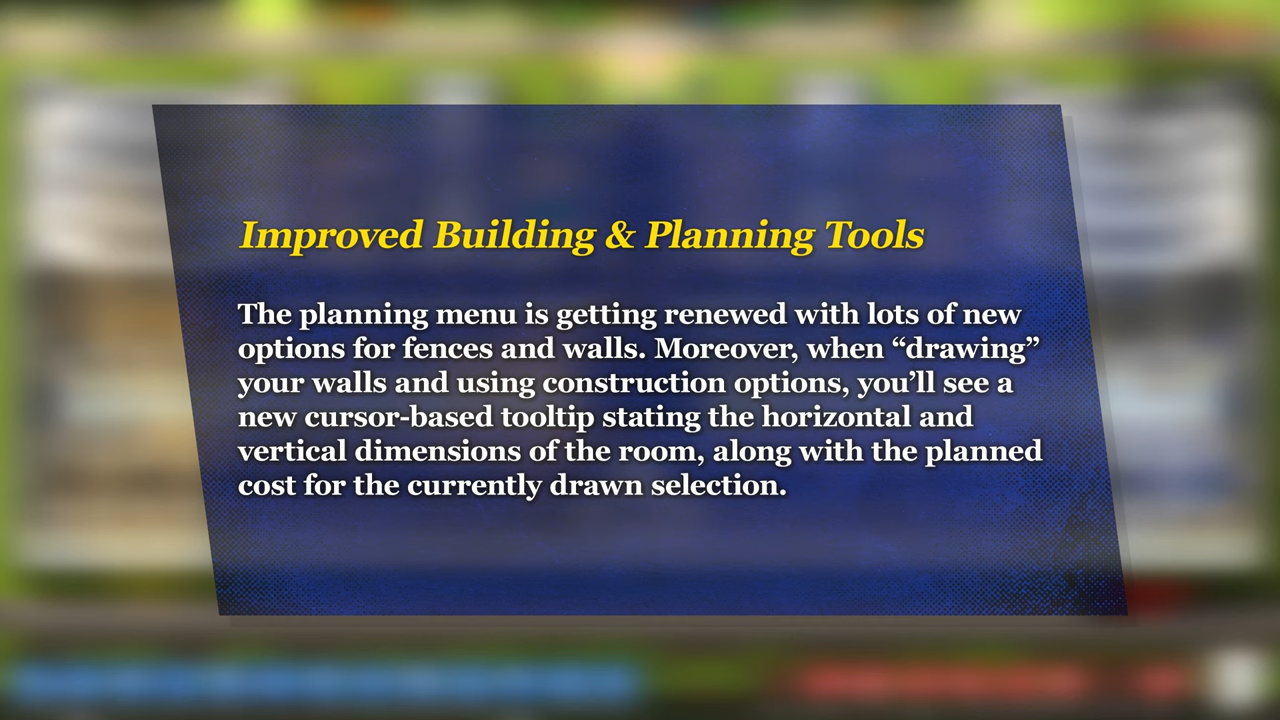 Improved Building & Planning Tools
The planning menu is getting renewed with lots of new
options for fences and walls. Moreover, when “drawing”
your walls and using construction options, you’ll see a
new cursor-based tooltip stating the horizontal and
vertical dimensions of the room, along with the planned
cost for the currently drawn selection.